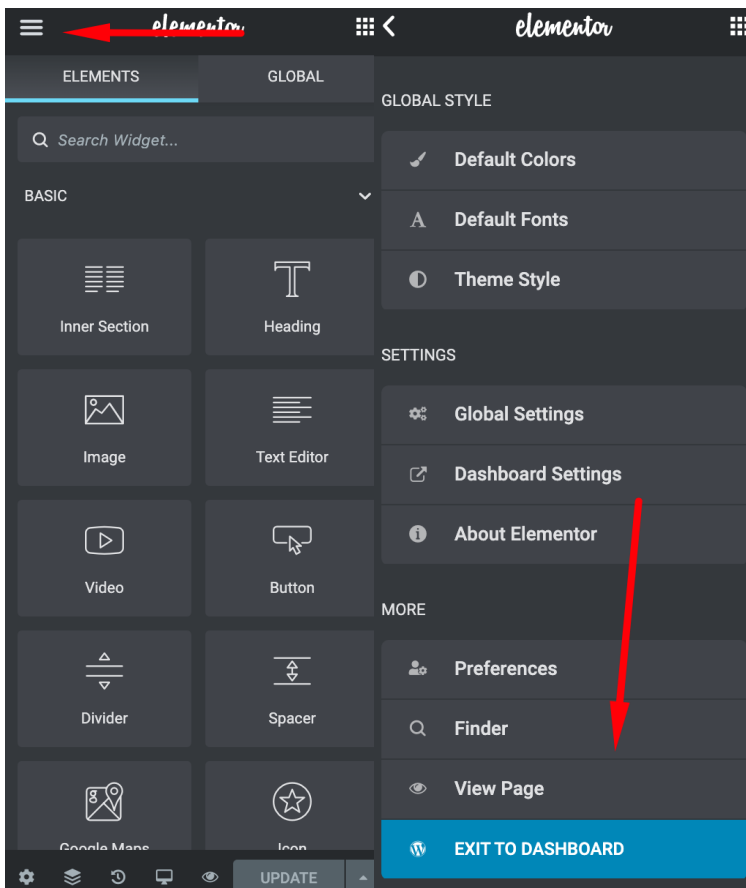 elementor
ELEMENTS GLOBAL
Search Widget...
BASIC
Inner Section Heading
Image Text Editor
Video Button
Divider Spacer
Google Maps Icon
UPDATE
elementor
GLOBAL STYLE
Default Colors
Default Fonts
Theme Style
SETTINGS
Global Settings
Dashboard Settings
About Elementor
MORE
Preferences
Finder
View Page
EXIT TO DASHBOARD